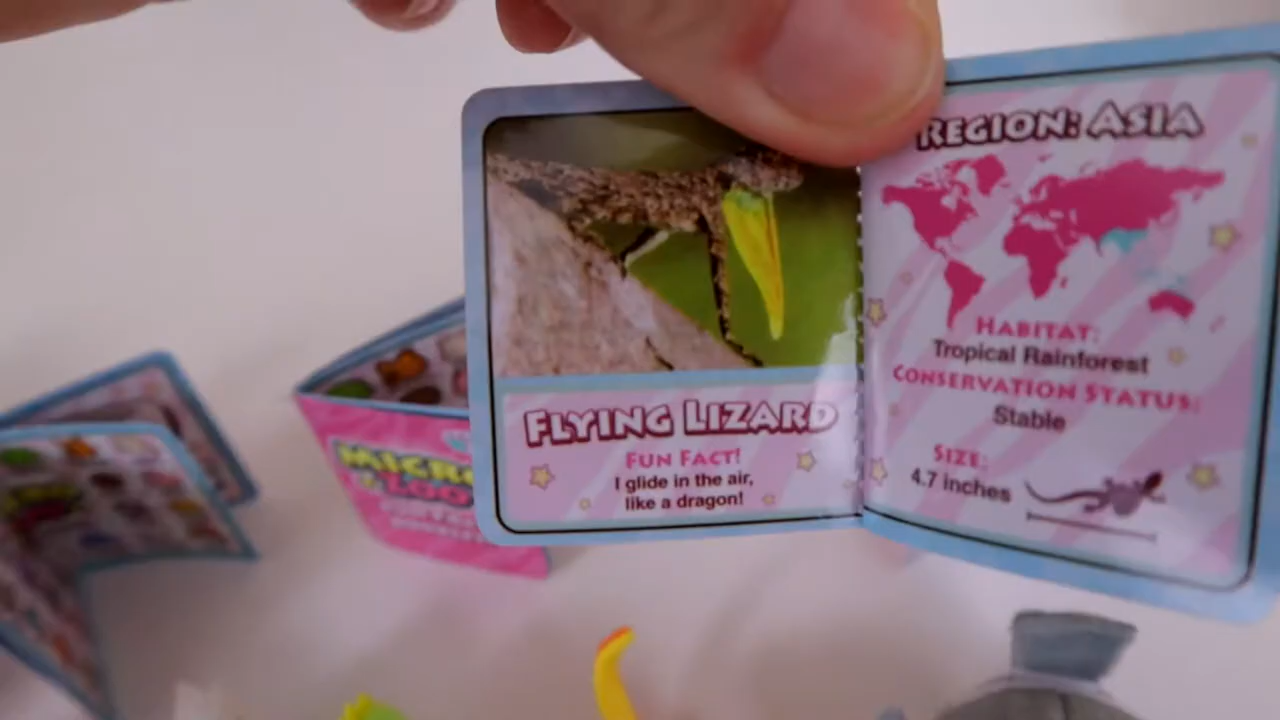 FLYING LIZARD
FUN FACT!
I glide in the air,
like a dragon!
REGION: ASIA
HABITAT:
Tropical Rainforest
CONSERVATION STATUS:
Stable
SIZE:
4.7 inches
MICRO
ZOO